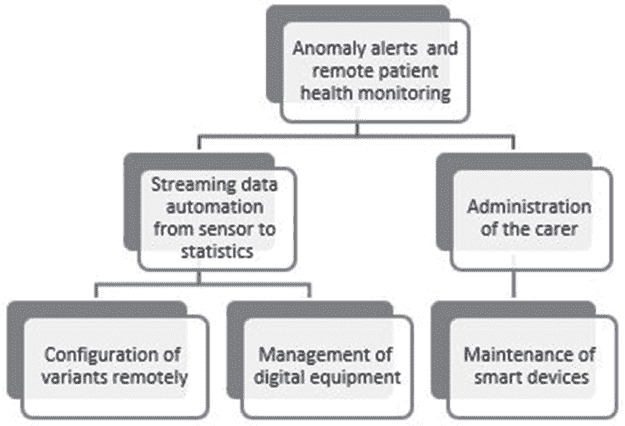 Anomaly alerts and
remote patient
health monitoring
Streaming data
automation
from sensor to
statistics
Administration
of the carer
Configuration of
variants remotely
Management of
digital equipment
Maintenance of
smart devices